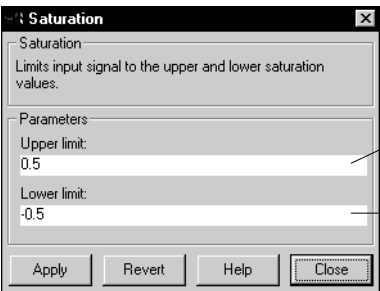 Saturation
Saturation
Limits input signal to the upper and lower saturation
values.
Parameters
Upper limit:
0.5
Lower limit:
-0.5
Apply Revert Help Close